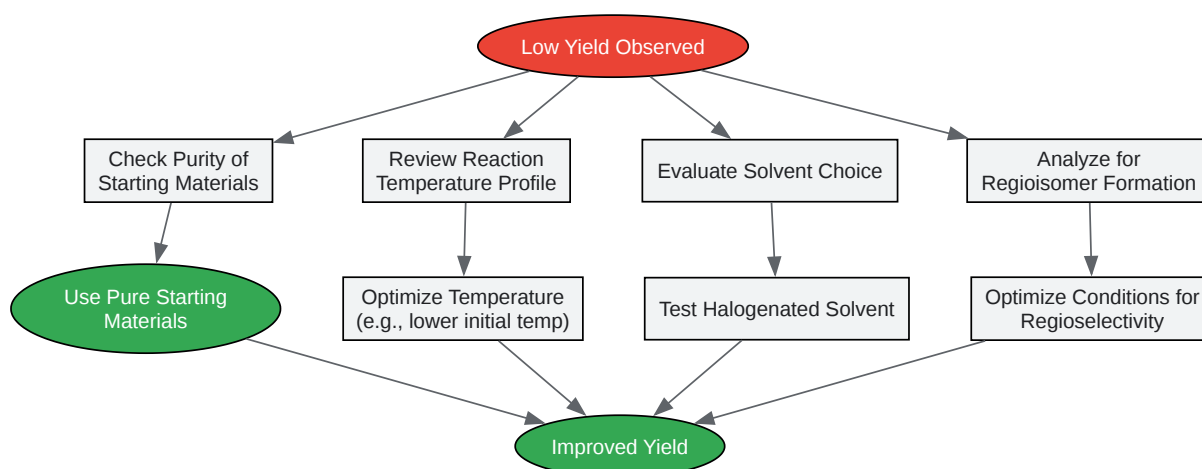 Low Yield Observed
Check Purity of
Starting Materials
Review Reaction
Temperature Profile
Evaluate Solvent Choice
Analyze for
Regioisomer Formation
Use Pure Starting
Materials
Optimize Temperature
(e.g., lower initial temp)
Test Halogenated Solvent
Optimize Conditions for
Regioselectivity
Improved Yield